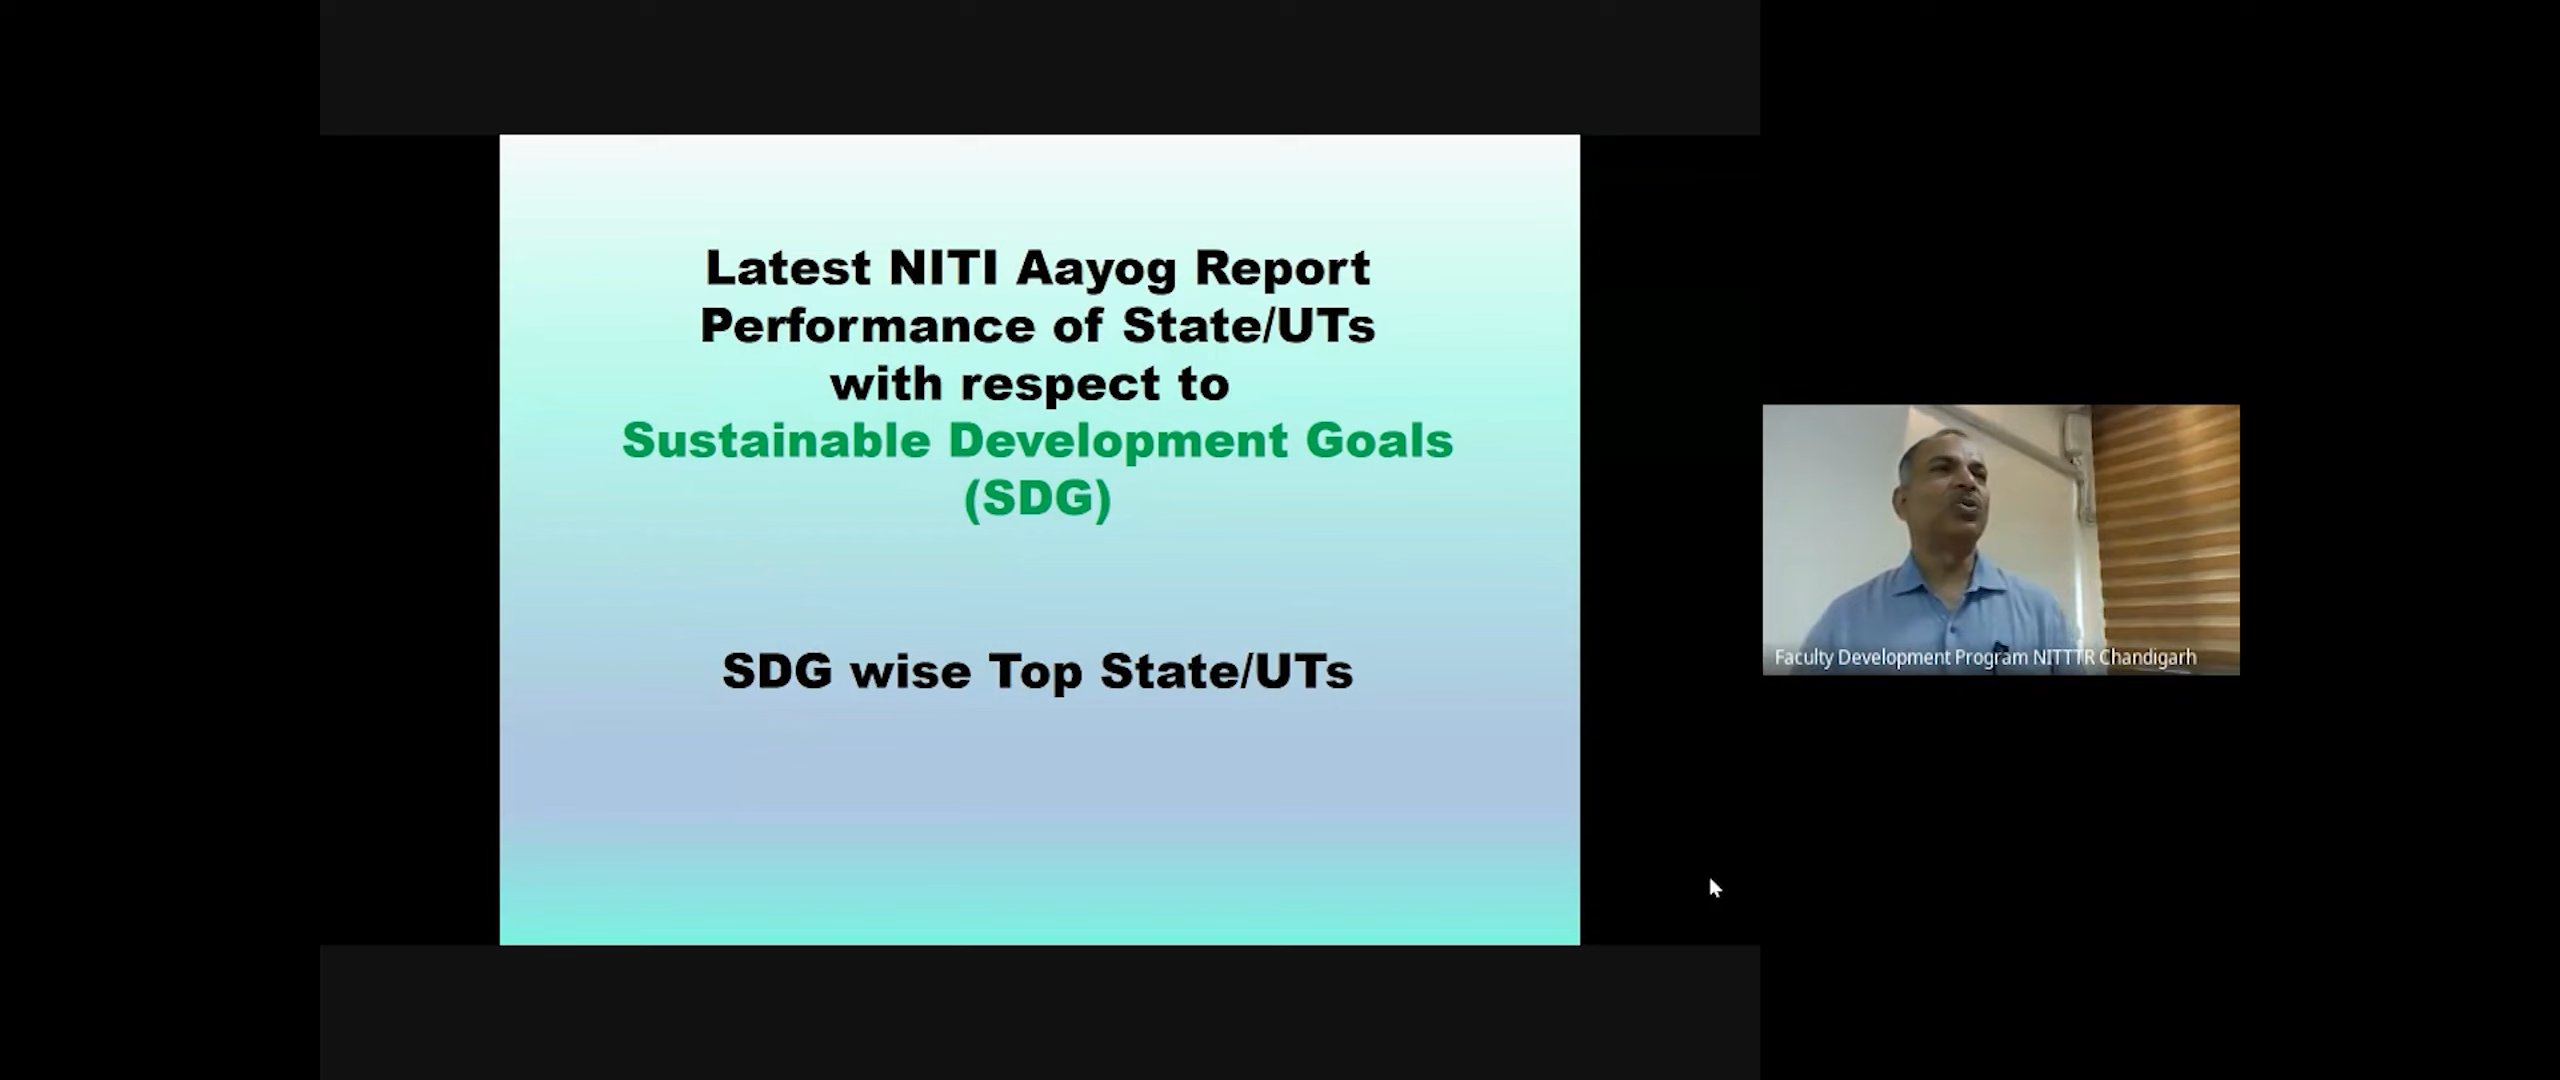 Latest NITI Aayog Report
Performance of State/UTs
with respect to
Sustainable Development Goals
(SDG)
SDG wise Top State/UTs
Faculty Development Program NITTTR Chandigarh